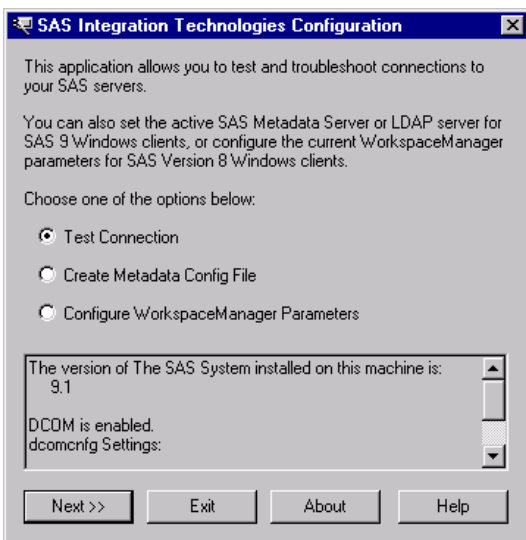 SAS Integration Technologies Configuration
This application allows you to test and troubleshoot connections to
your SAS servers.
You can also set the active SAS Metadata Server or LDAP server for
SAS 9 Windows clients, or configure the current WorkspaceManager
parameters for SAS Version 8 Windows clients.
Choose one of the options below:
Test Connection
Create Metadata Config File
Configure WorkspaceManager Parameters
The version of The SAS System installed on this machine is:
9.1
DCOM is enabled.
dcomcnfg Settings:
Next >> Exit About Help